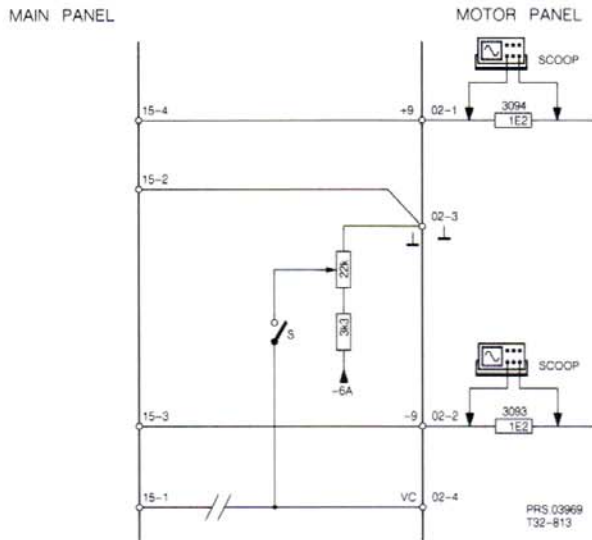 MAIN PANEL
MOTOR PANEL
SCOOP
15-4
+9
02-1
3094
1E2
15-2
02-3
22k
S
3k3
-6A
SCOOP
15-3
-9
02-2
3093
1E2
15-1
VC
02-4
PRS 03969
T32-813